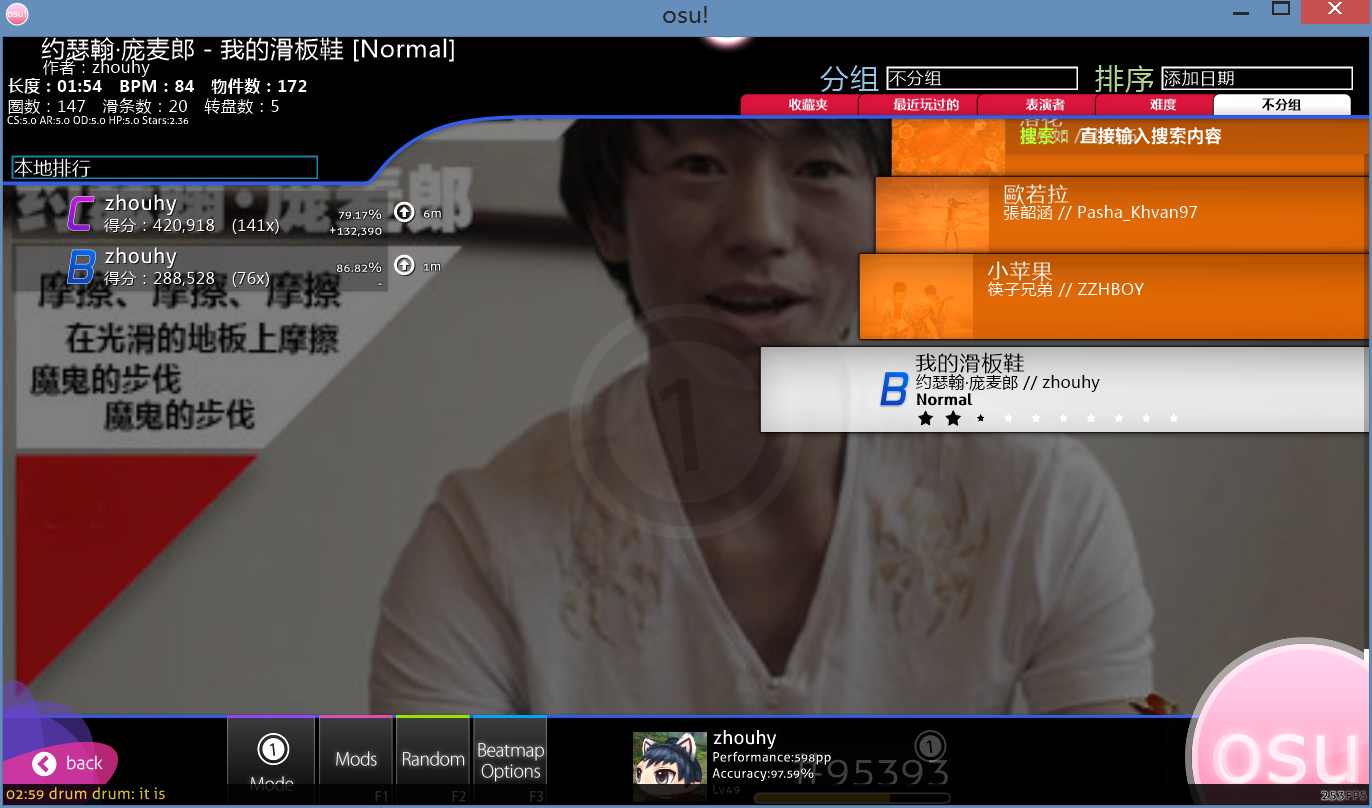 osu!
osu!
约瑟翰·庞麦郎 - 我的滑板鞋 [Normal]
作者：zhouhy
长度：01:54 BPM：84 物件数：172
圈数：147 滑条数：20 转盘数：5
CS:5.0 AR:5.0 OD:5.0 HP:5.0 Stars:2.36
分组 不分组 排序 添加日期
收藏夹 最近玩过的 表演者 难度 不分组
搜索： 直接输入搜索内容
本地排行
C zhouhy
得分：420,918 (141x)
79.17%
+132,390
6m
B zhouhy
得分：288,528 (76x)
86.82%
-
1m
摩擦、摩擦、摩擦
在光滑的地板上摩擦
魔鬼的步伐
魔鬼的步伐
1
歐若拉
張韶涵 // Pasha_Khvan97
小苹果
筷子兄弟 // ZZHBOY
B 我的滑板鞋
约瑟翰·庞麦郎 // zhouhy
Normal
back
1
Mode
Mods
F1
Random
F2
Beatmap
Options
F3
zhouhy
Performance:598pp
Accuracy:97.59%
Lv49
1
#95393
osu
02:59 drum drum: it is
253FPS